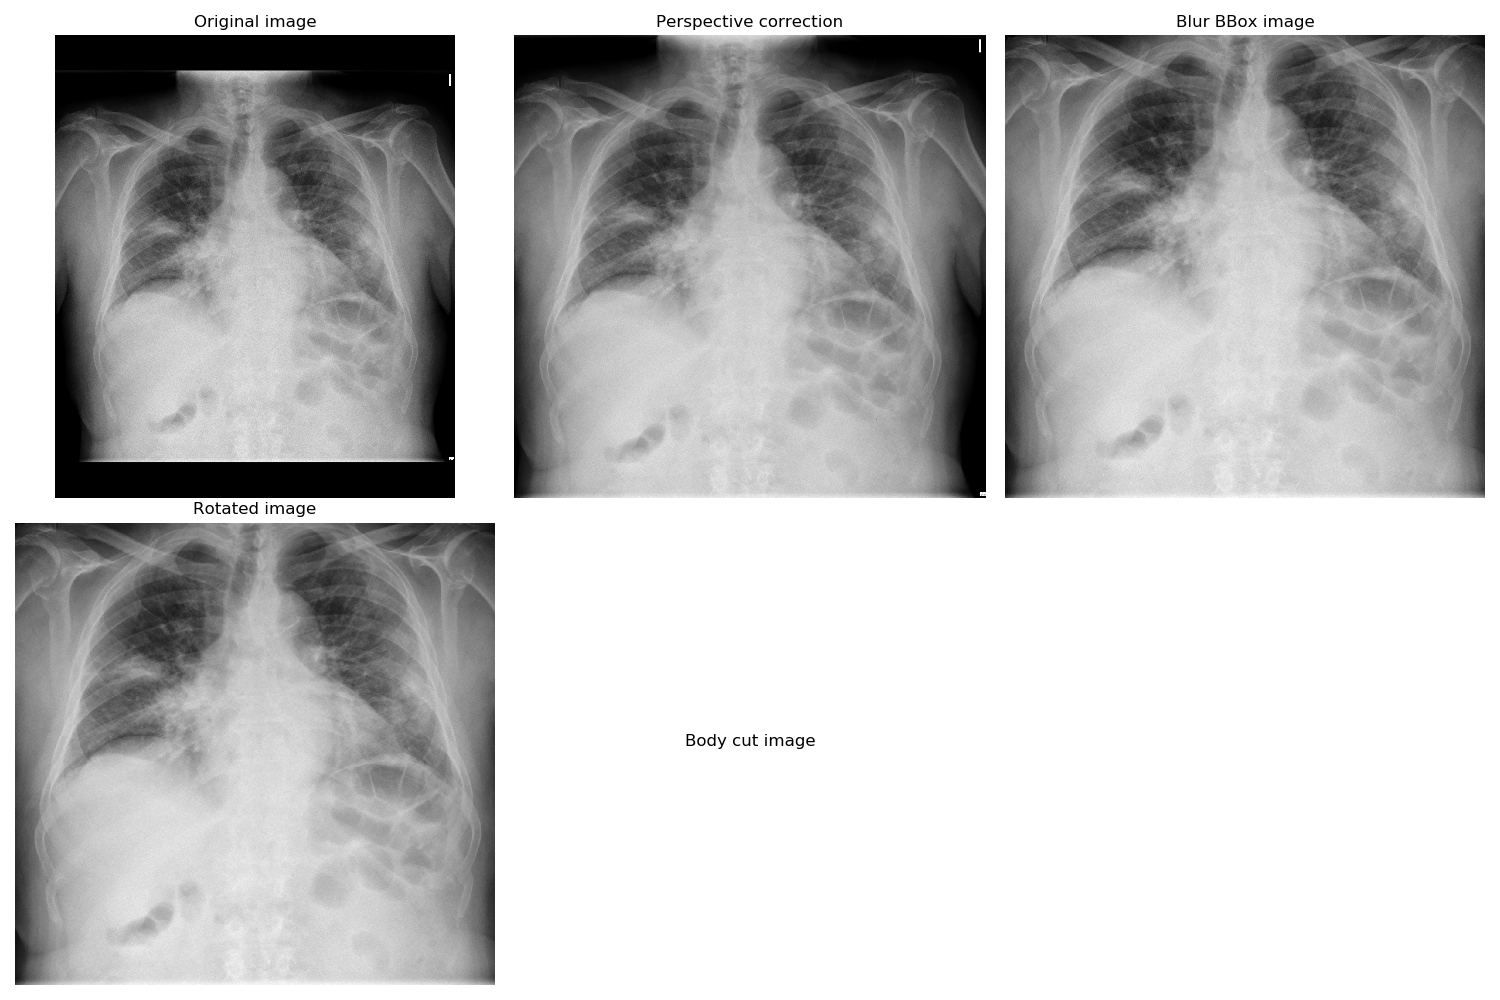 Original image
Perspective correction
Blur BBox image
Rotated image
Body cut image